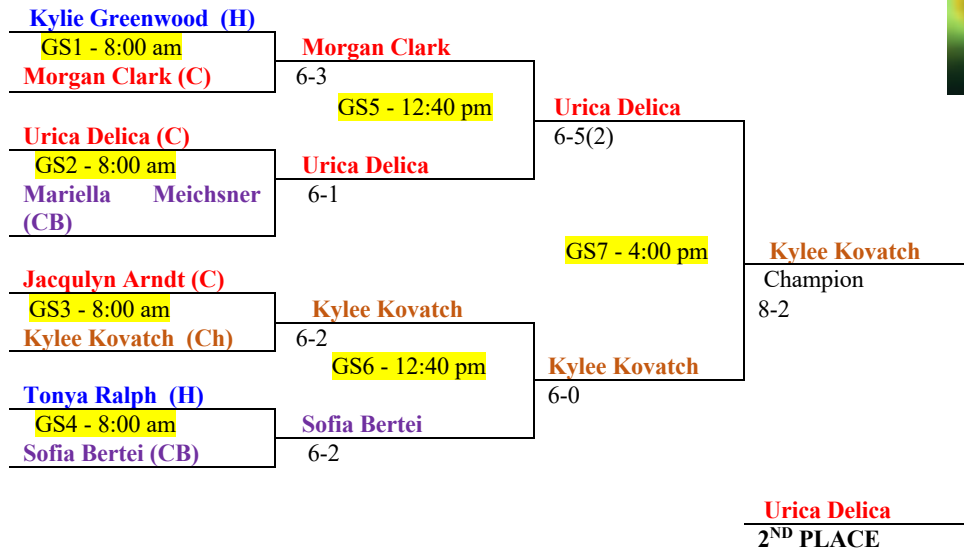 Kylie Greenwood (H)
GS1 - 8:00 am
Morgan Clark (C)
Morgan Clark
6-3
GS5 - 12:40 pm
Urica Delica (C)
GS2 - 8:00 am
Mariella Meichsner
(CB)
Urica Delica
6-1
Urica Delica
6-5(2)
GS7 - 4:00 pm
Jacqulyn Arndt (C)
GS3 - 8:00 am
Kylee Kovatch (Ch)
Kylee Kovatch
6-2
GS6 - 12:40 pm
Tonya Ralph (H)
GS4 - 8:00 am
Sofia Bertei (CB)
Sofia Bertei
6-2
Kylee Kovatch
6-0
Kylee Kovatch
Champion
8-2
Urica Delica
2ND PLACE